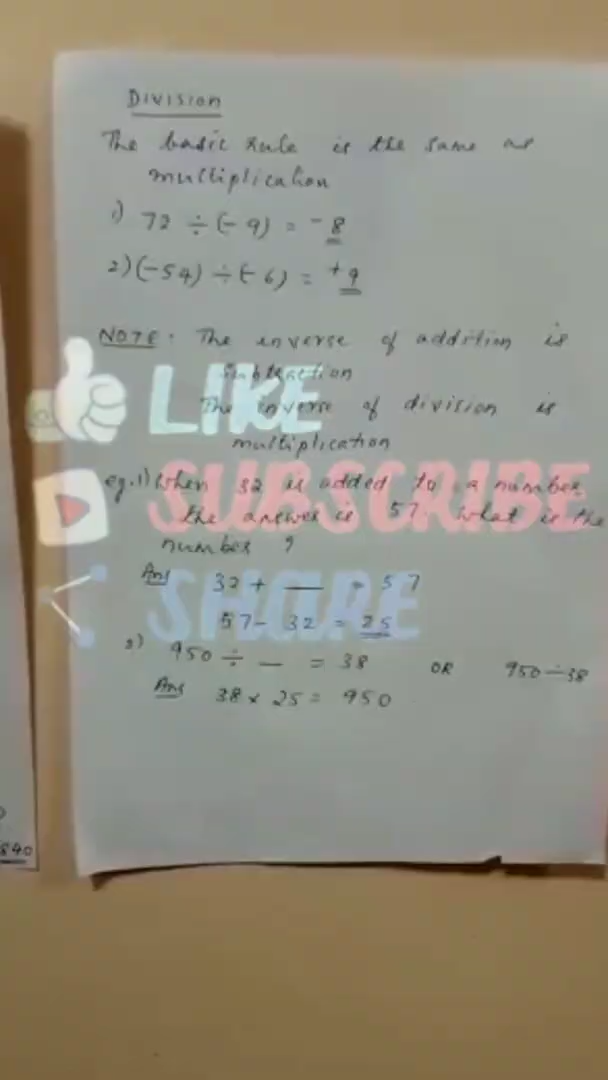 DIVISION
The basic rule is the same as
multiplication
1) 72 ÷ (-9) = -8
2) (-54) ÷ (-6) = +9
NOTE: The inverse of addition is
subtraction
LIKE
The inverse of division is
multiplication
eg. 1) When 32 is added to a number
SUBSCRIBE
the answer is 57. What is the
number ?
Ans 32 + __ = 57
SHARE
57 - 32 = 25
2) 950 ÷ __ = 38 OR 950 ÷ 38
Ans 38 × 25 = 950
840